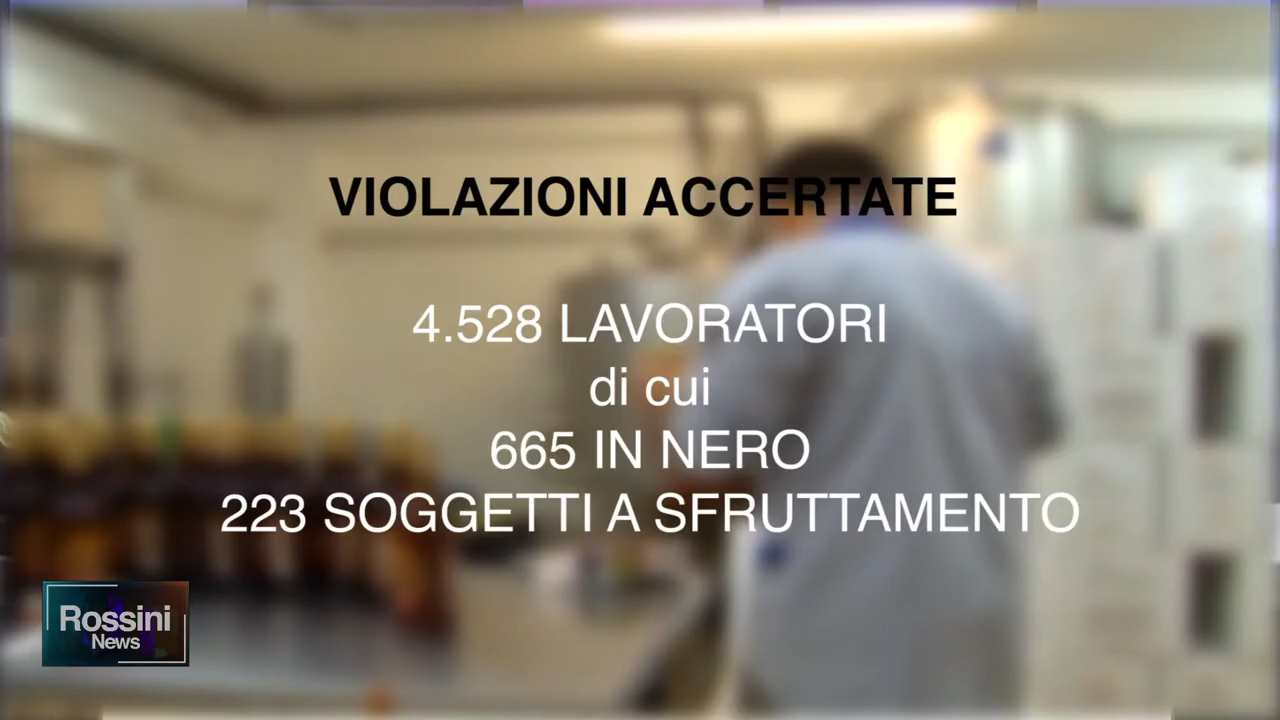 VIOLAZIONI ACCERTATE
4.528 LAVORATORI
di cui
665 IN NERO
223 SOGGETTI A SFRUTTAMENTO
Rossini
News